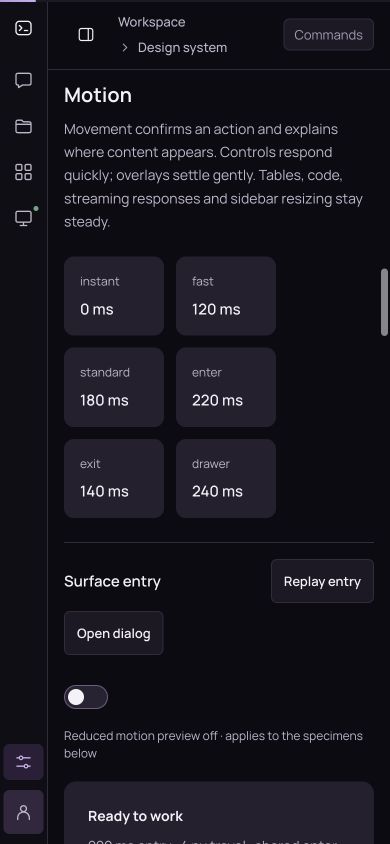 Workspace
Design system
Commands
Motion
Movement confirms an action and explains
where content appears. Controls respond
quickly; overlays settle gently. Tables, code,
streaming responses and sidebar resizing stay
steady.
instant
0 ms
fast
120 ms
standard
180 ms
enter
220 ms
exit
140 ms
drawer
240 ms
Surface entry
Replay entry
Open dialog
Reduced motion preview off · applies to the specimens
below
Ready to work